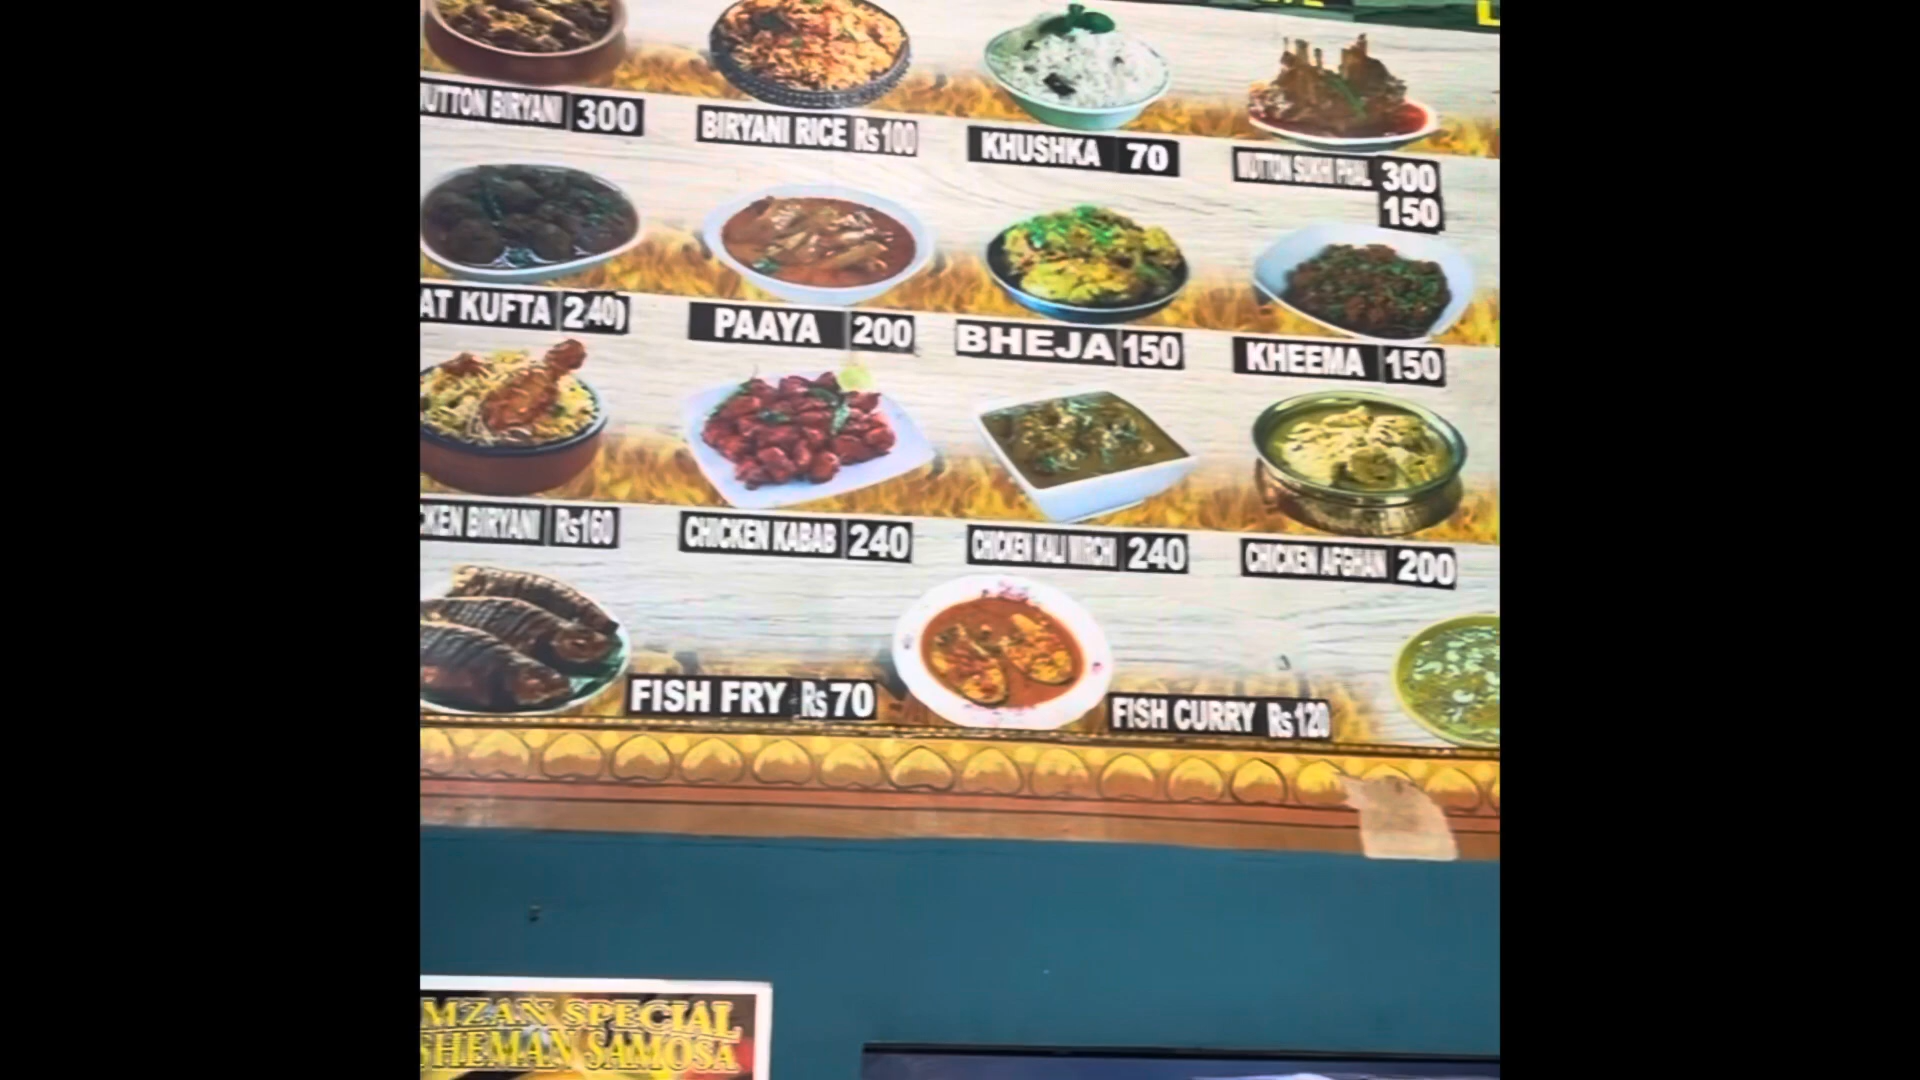 UTTON BIRYANI 300
BIRYANI RICE Rs 100
KHUSHKA 70
MUTTON SUKHI PHAL 300
150
AT KUFTA 240
PAAYA 200
BHEJA 150
KHEEMA 150
CKEN BIRYANI Rs160
CHICKEN KABAB 240
CHICKEN KALI MIRCHI 240
CHICKEN AFGHAN 200
FISH FRY Rs 70
FISH CURRY Rs 120
MZAN SPECIAL
SHEMAN SAMOSA